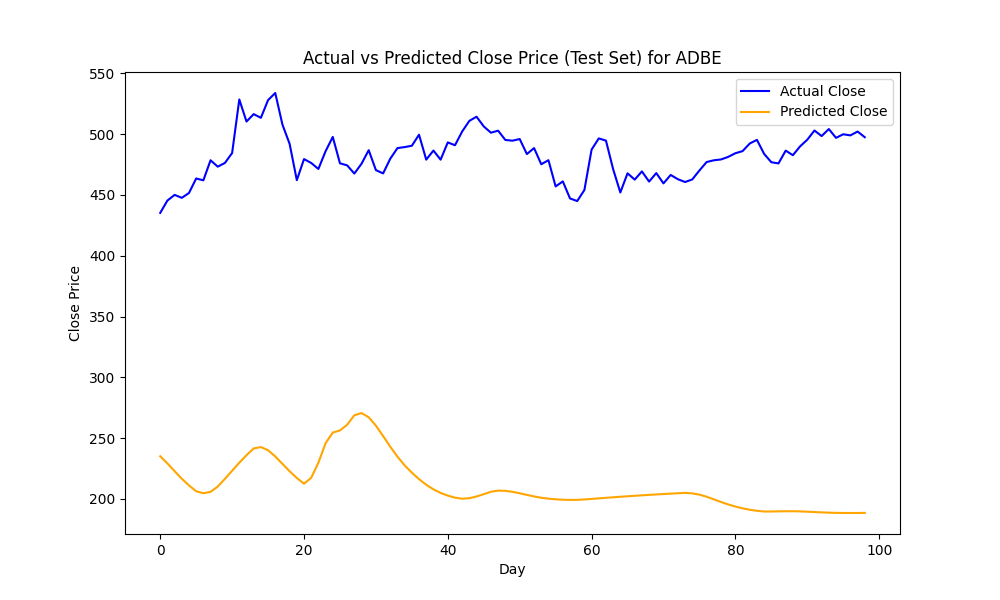 Actual vs Predicted Close Price (Test Set) for ADBE
Actual Close
Predicted Close
Close Price
550
500
450
400
350
300
250
200
0 20 40 60 80 100
Day